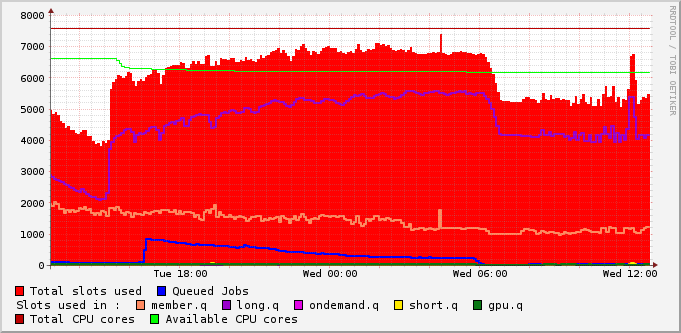 8000
7000
6000
5000
4000
3000
2000
1000
0
Tue 18:00 Wed 00:00 Wed 06:00 Wed 12:00
RRDTOOL / TOBI OETIKER
Total slots used Queued Jobs
Slots used in : member.q long.q ondemand.q short.q gpu.q
Total CPU cores Available CPU cores